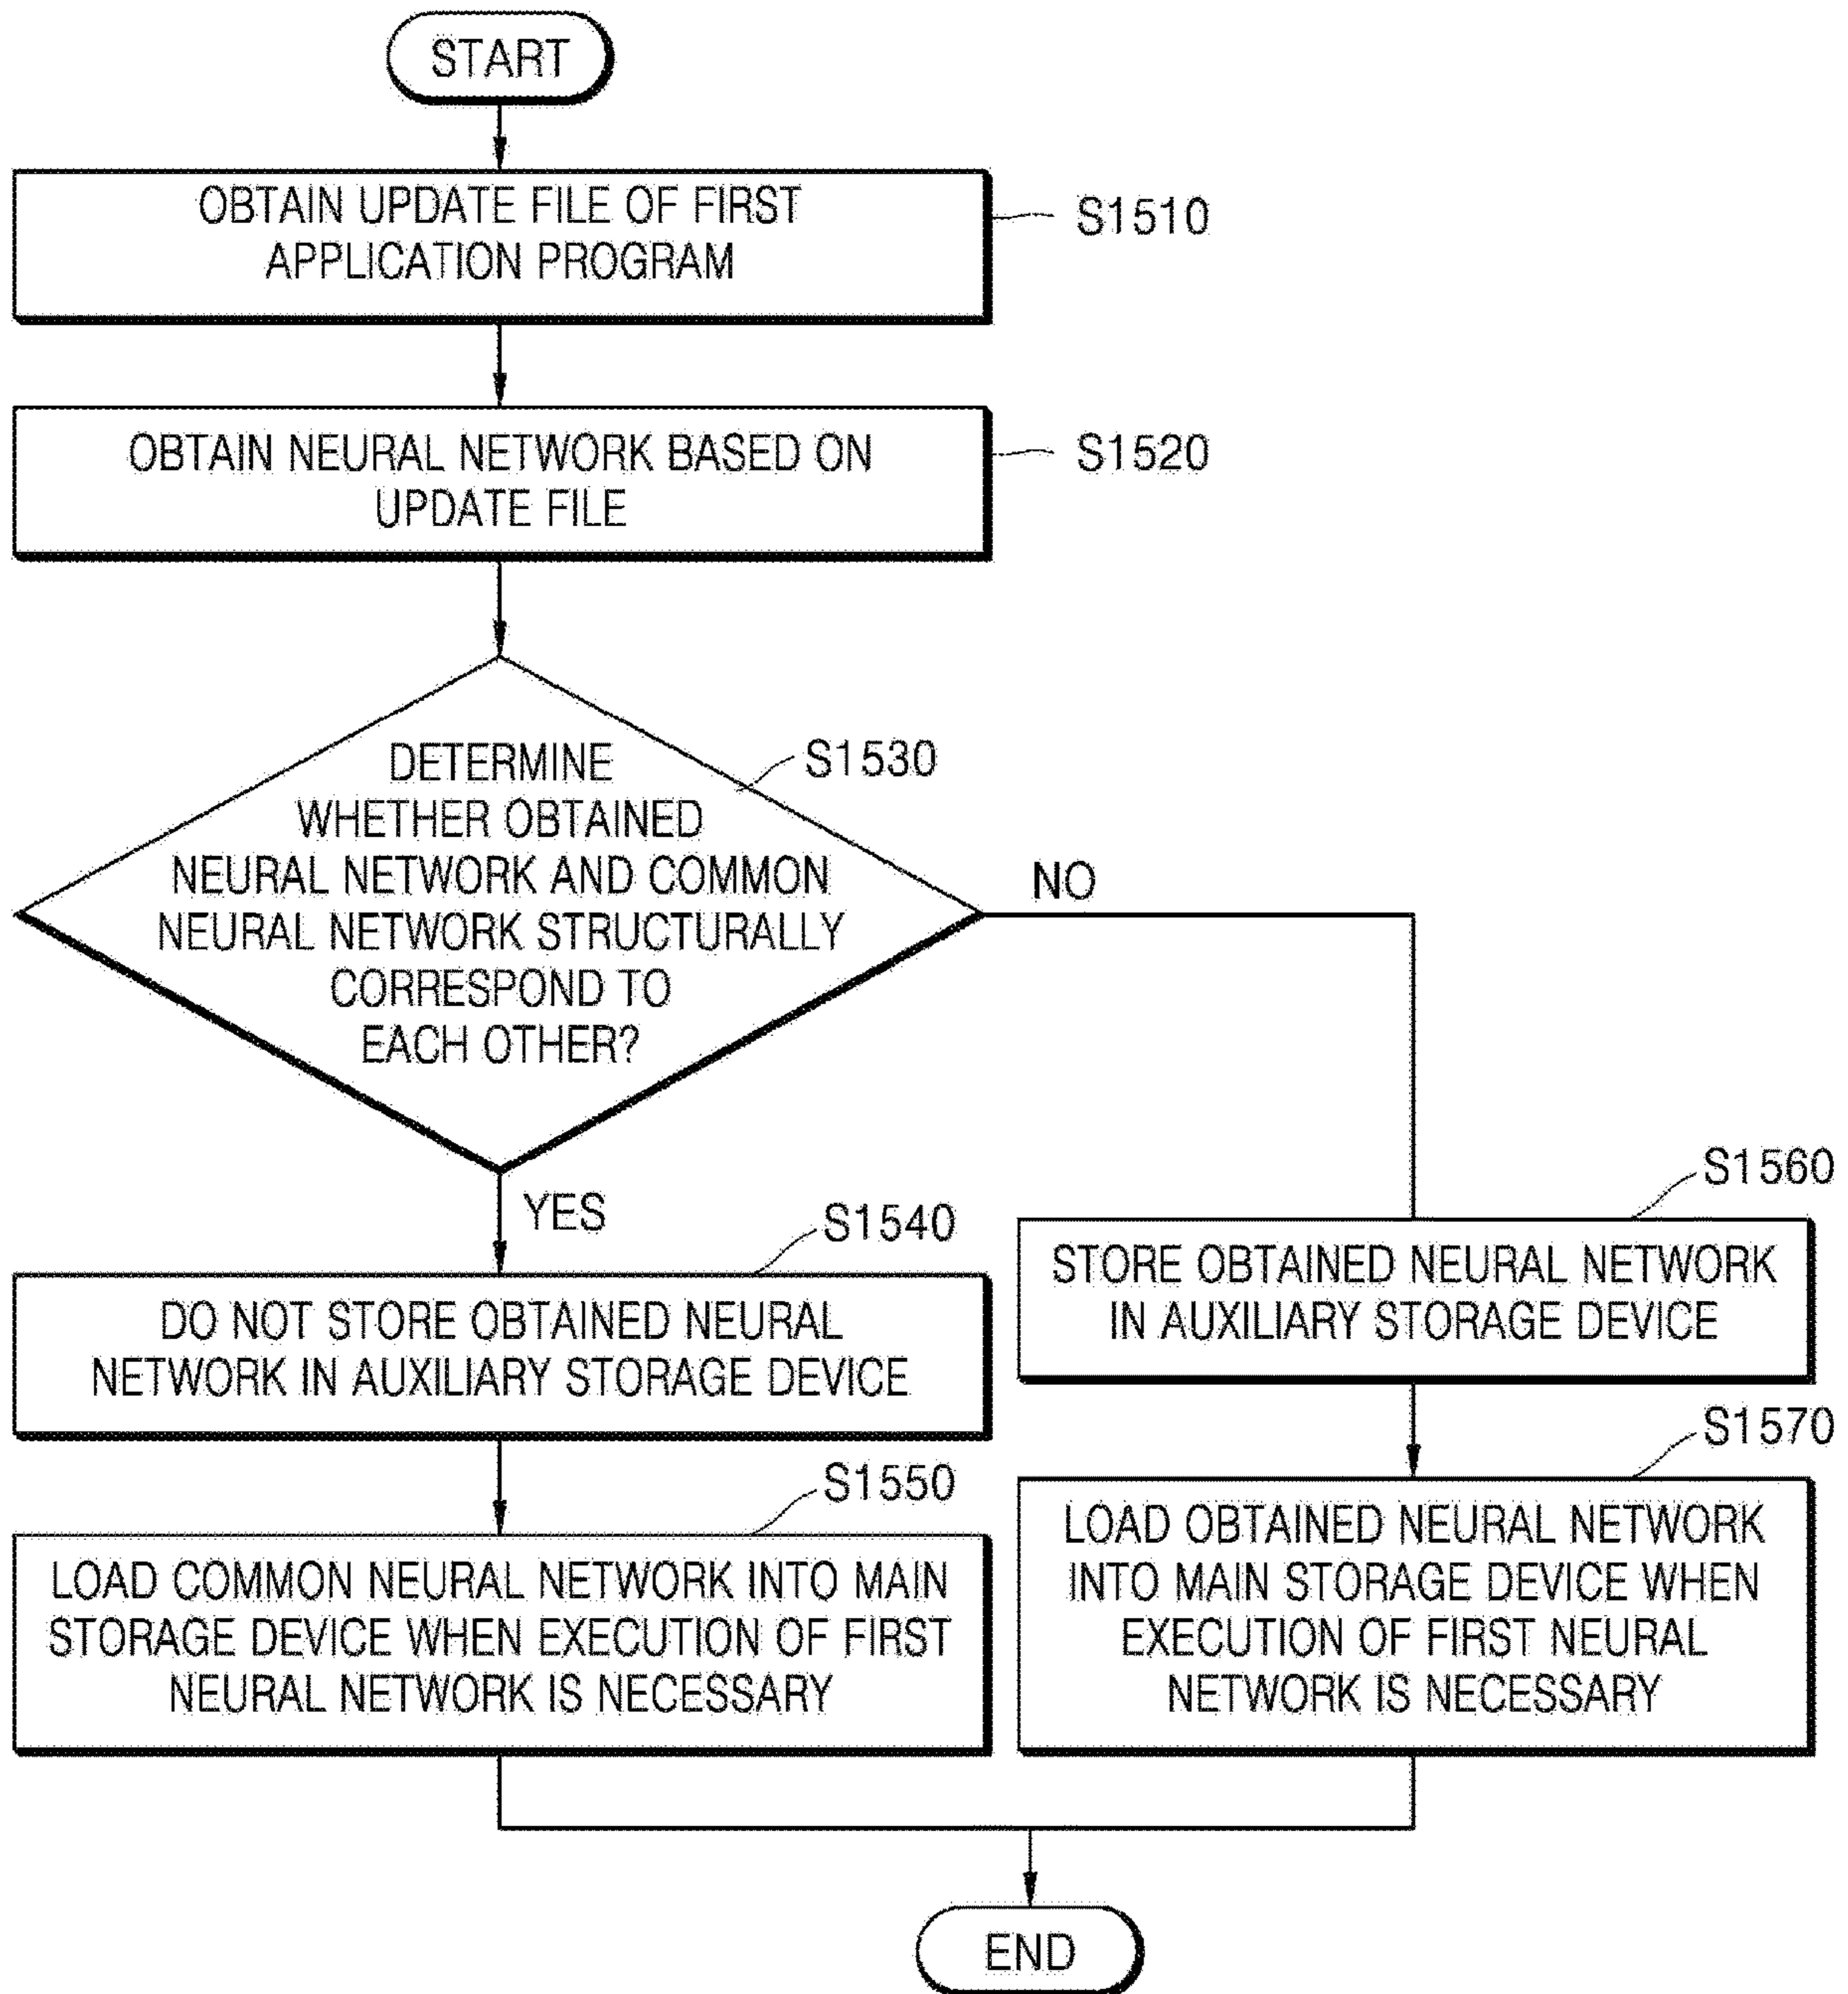 START
OBTAIN UPDATE FILE OF FIRST
APPLICATION PROGRAM
S1510
OBTAIN NEURAL NETWORK BASED ON
UPDATE FILE
S1520
DETERMINE
WHETHER OBTAINED
NEURAL NETWORK AND COMMON
NEURAL NETWORK STRUCTURALLY
CORRESPOND TO
EACH OTHER?
S1530
NO
YES
S1540
DO NOT STORE OBTAINED NEURAL
NETWORK IN AUXILIARY STORAGE DEVICE
S1550
LOAD COMMON NEURAL NETWORK INTO MAIN
STORAGE DEVICE WHEN EXECUTION OF FIRST
NEURAL NETWORK IS NECESSARY
S1560
STORE OBTAINED NEURAL NETWORK
IN AUXILIARY STORAGE DEVICE
S1570
LOAD OBTAINED NEURAL NETWORK
INTO MAIN STORAGE DEVICE WHEN
EXECUTION OF FIRST NEURAL
NETWORK IS NECESSARY
END